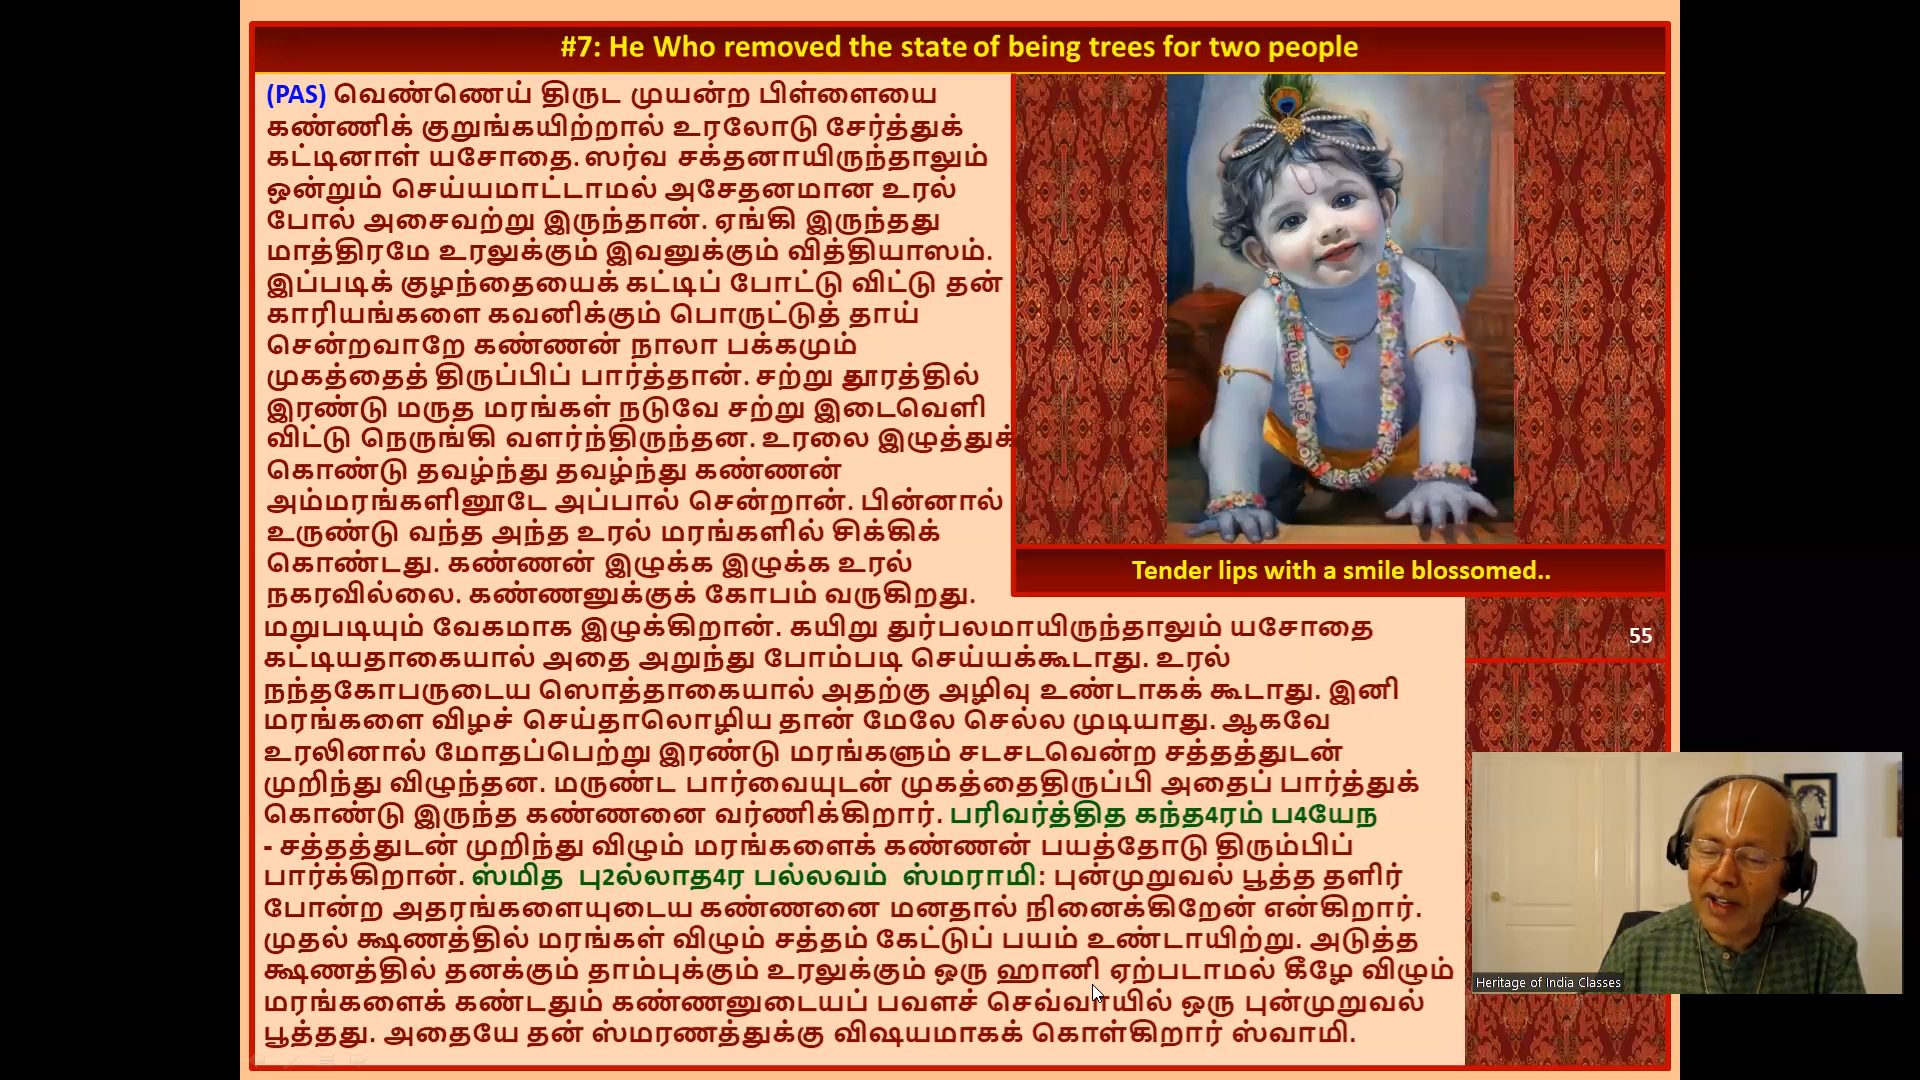 #7: He Who removed the state of being trees for two people
(PAS) வெண்ணெய் திருட முயன்ற பிள்ளையை
கண்ணிக் குறுங்கயிற்றால் உரலோடு சேர்த்துக்
கட்டினாள் யசோதை. ஸர்வ சக்தனாயிருந்தாலும்
ஒன்றும் செய்யமாட்டாமல் அசேதனமான உரல்
போல் அசைவற்று இருந்தான். ஏங்கி இருந்தது
மாத்திரமே உரலுக்கும் இவனுக்கும் வித்தியாஸம்.
இப்படிக் குழந்தையைக் கட்டிப் போட்டு விட்டு தன்
காரியங்களை கவனிக்கும் பொருட்டுத் தாய்
சென்றவாறே கண்ணன் நாலா பக்கமும்
முகத்தைத் திருப்பிப் பார்த்தான். சற்று தூரத்தில்
இரண்டு மருத மரங்கள் நடுவே சற்று இடைவெளி
விட்டு நெருங்கி வளர்ந்திருந்தன. உரலை இழுத்துக்
கொண்டு தவழ்ந்து தவழ்ந்து கண்ணன்
அம்மரங்களினூடே அப்பால் சென்றான். பின்னால்
உருண்டு வந்த அந்த உரல் மரங்களில் சிக்கிக்
கொண்டது. கண்ணன் இழுக்க இழுக்க உரல்
நகரவில்லை. கண்ணனுக்குக் கோபம் வருகிறது.
மறுபடியும் வேகமாக இழுக்கிறான். கயிறு துர்பலமாயிருந்தாலும் யசோதை
கட்டியதாகையால் அதை அறுந்து போம்படி செய்யக்கூடாது. உரல்
நந்தகோபருடைய ஸொத்தாகையால் அதற்கு அழிவு உண்டாகக் கூடாது. இனி
மரங்களை விழச் செய்தாலொழிய தான் மேலே செல்ல முடியாது. ஆகவே
உரலினால் மோதப்பெற்று இரண்டு மரங்களும் சடசடவென்ற சத்தத்துடன்
முறிந்து விழுந்தன. மருண்ட பார்வையுடன் முகத்தைதிருப்பி அதைப் பார்த்துக்
கொண்டு இருந்த கண்ணனை வர்ணிக்கிறார். பரிவர்த்தித கந்த4ரம் ப4யேந
- சத்தத்துடன் முறிந்து விழும் மரங்களைக் கண்ணன் பயத்தோடு திரும்பிப்
பார்க்கிறான். ஸ்மித பு2ல்லாத4ர பல்லவம் ஸ்மராமி: புன்முறுவல் பூத்த தளிர்
போன்ற அதரங்களையுடைய கண்ணனை மனதால் நினைக்கிறேன் என்கிறார்.
முதல் க்ஷணத்தில் மரங்கள் விழும் சத்தம் கேட்டுப் பயம் உண்டாயிற்று. அடுத்த
க்ஷணத்தில் தனக்கும் தாம்புக்கும் உரலுக்கும் ஒரு ஹானி ஏற்படாமல் கீழே விழும்
மரங்களைக் கண்டதும் கண்ணனுடையப் பவளச் செவ்வாயில் ஒரு புன்முறுவல்
பூத்தது. அதையே தன் ஸ்மரணத்துக்கு விஷயமாகக் கொள்கிறார் ஸ்வாமி.
Tender lips with a smile blossomed..
55
Heritage of India Classes